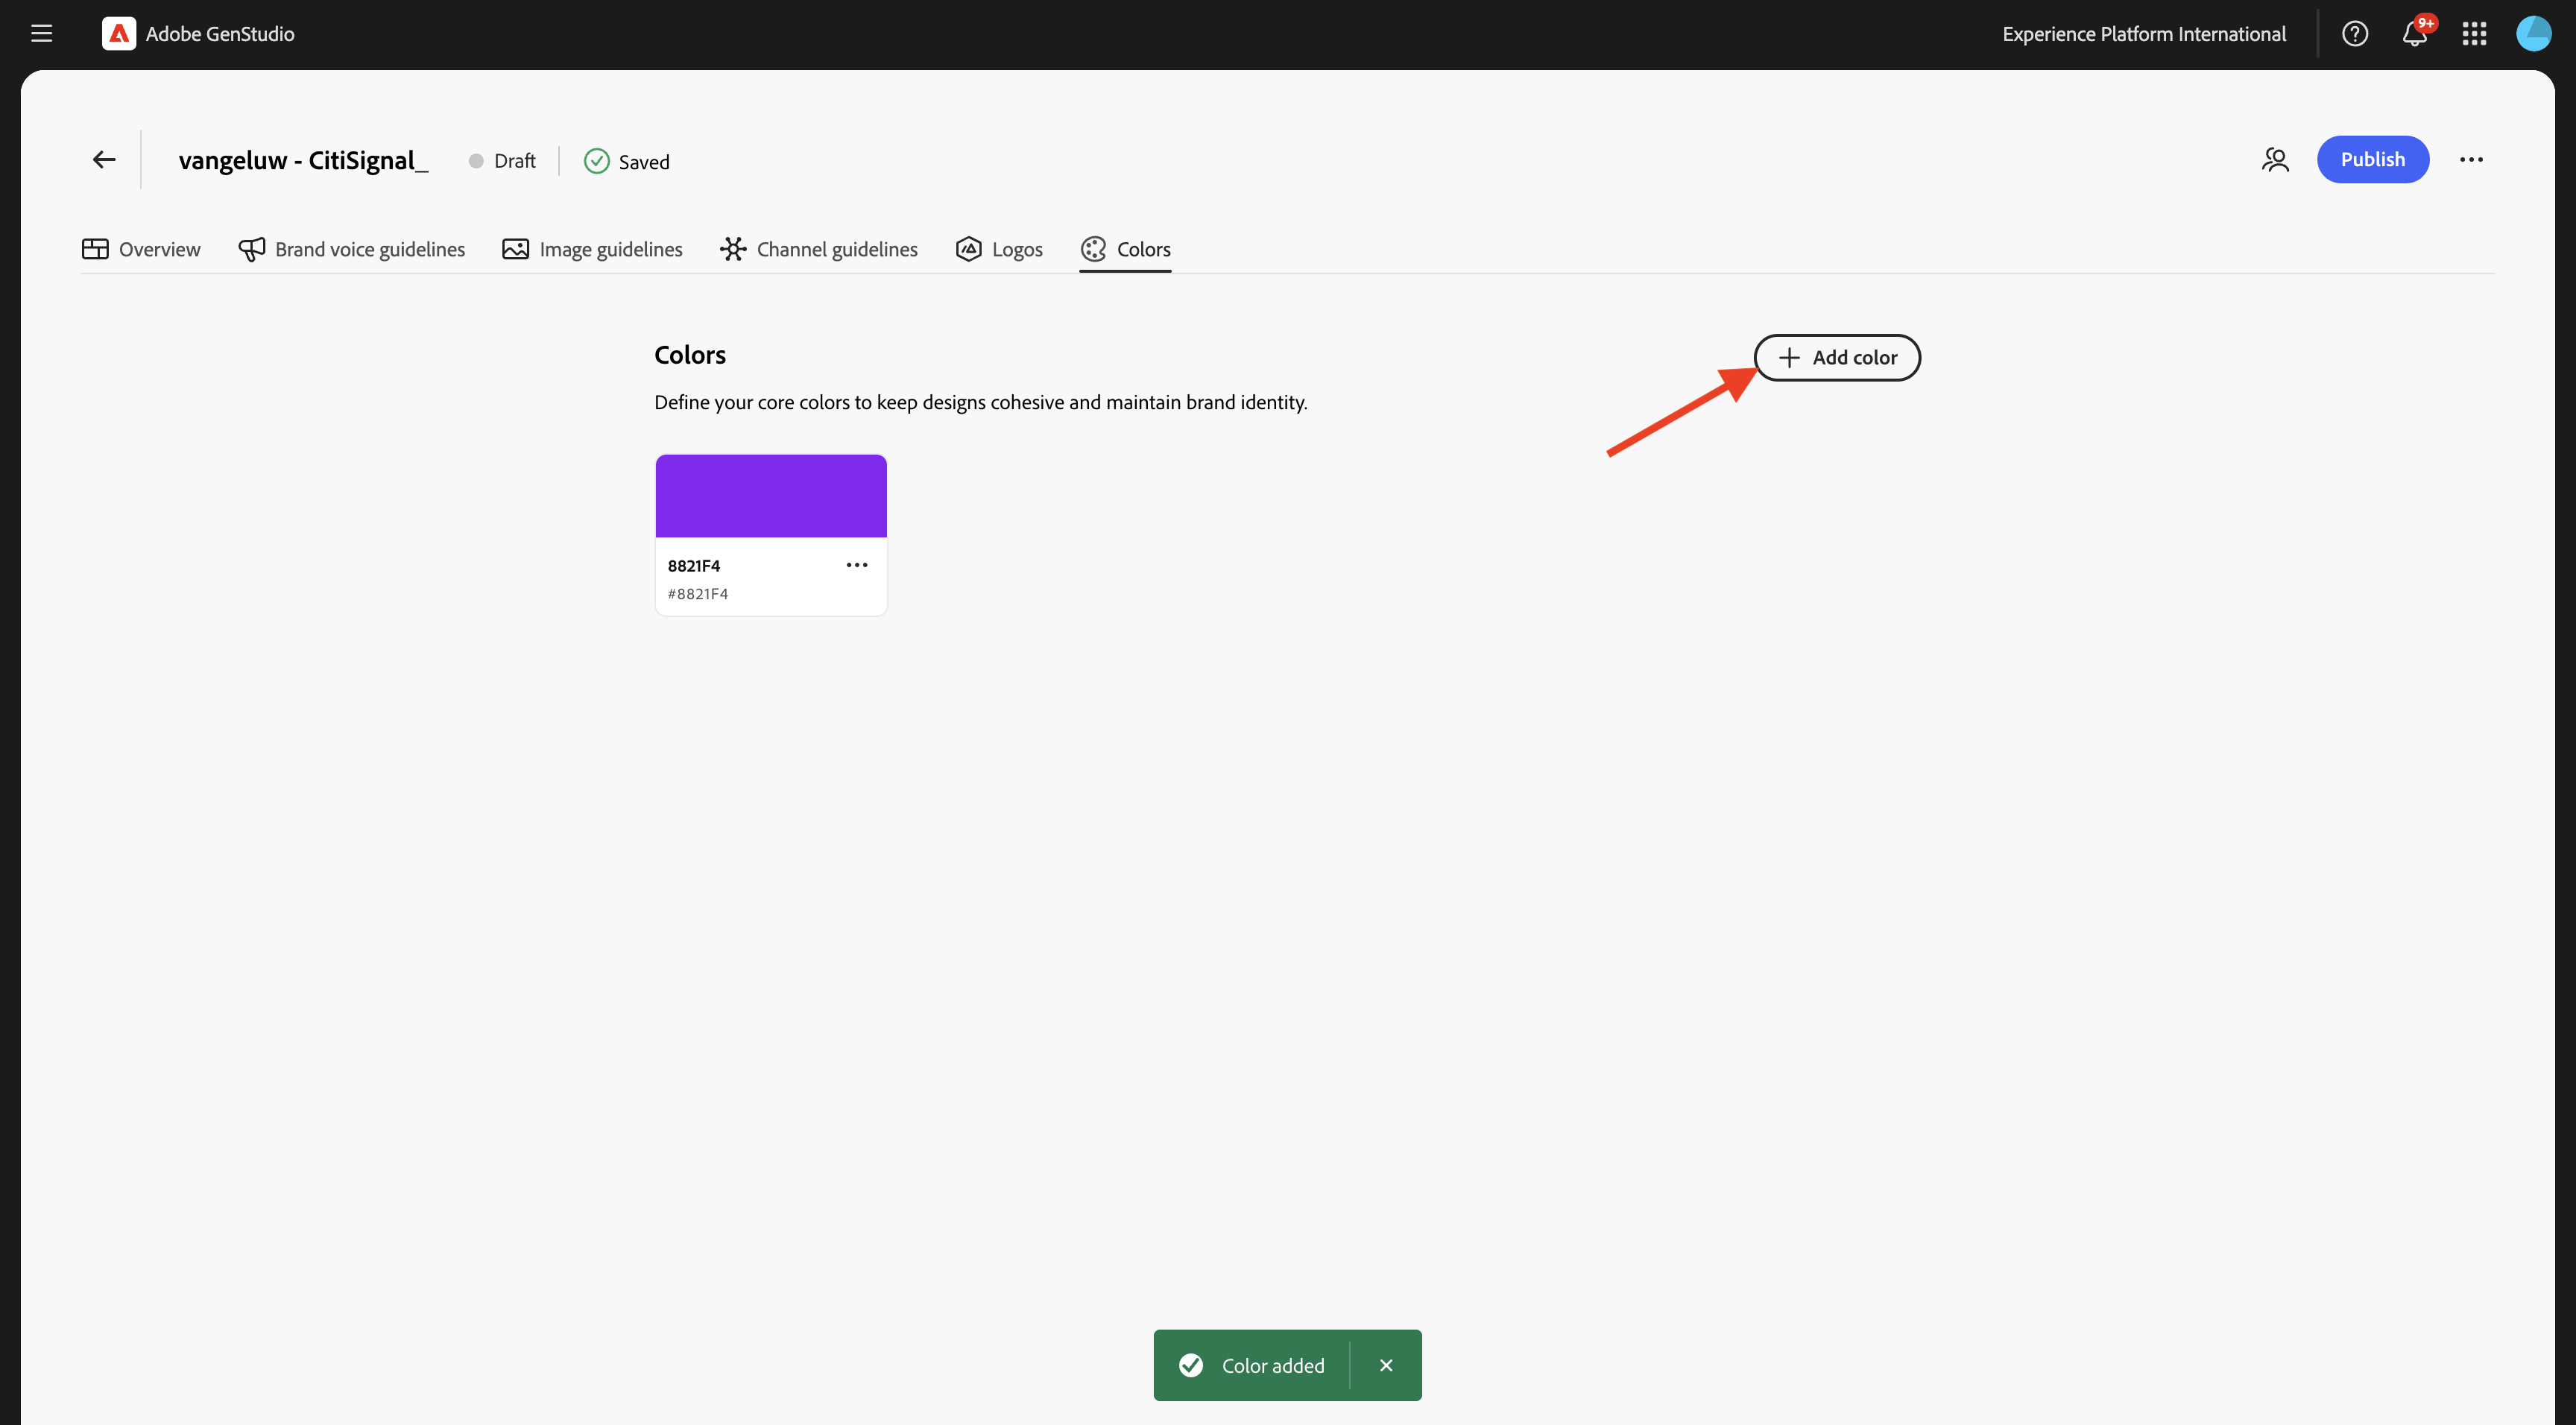 Adobe GenStudio
Experience Platform International
9+
vangeluw - CitiSignal_
Draft
Saved
Publish
Overview
Brand voice guidelines
Image guidelines
Channel guidelines
Logos
Colors
Colors
Add color
Define your core colors to keep designs cohesive and maintain brand identity.
8821F4
#8821F4
Color added